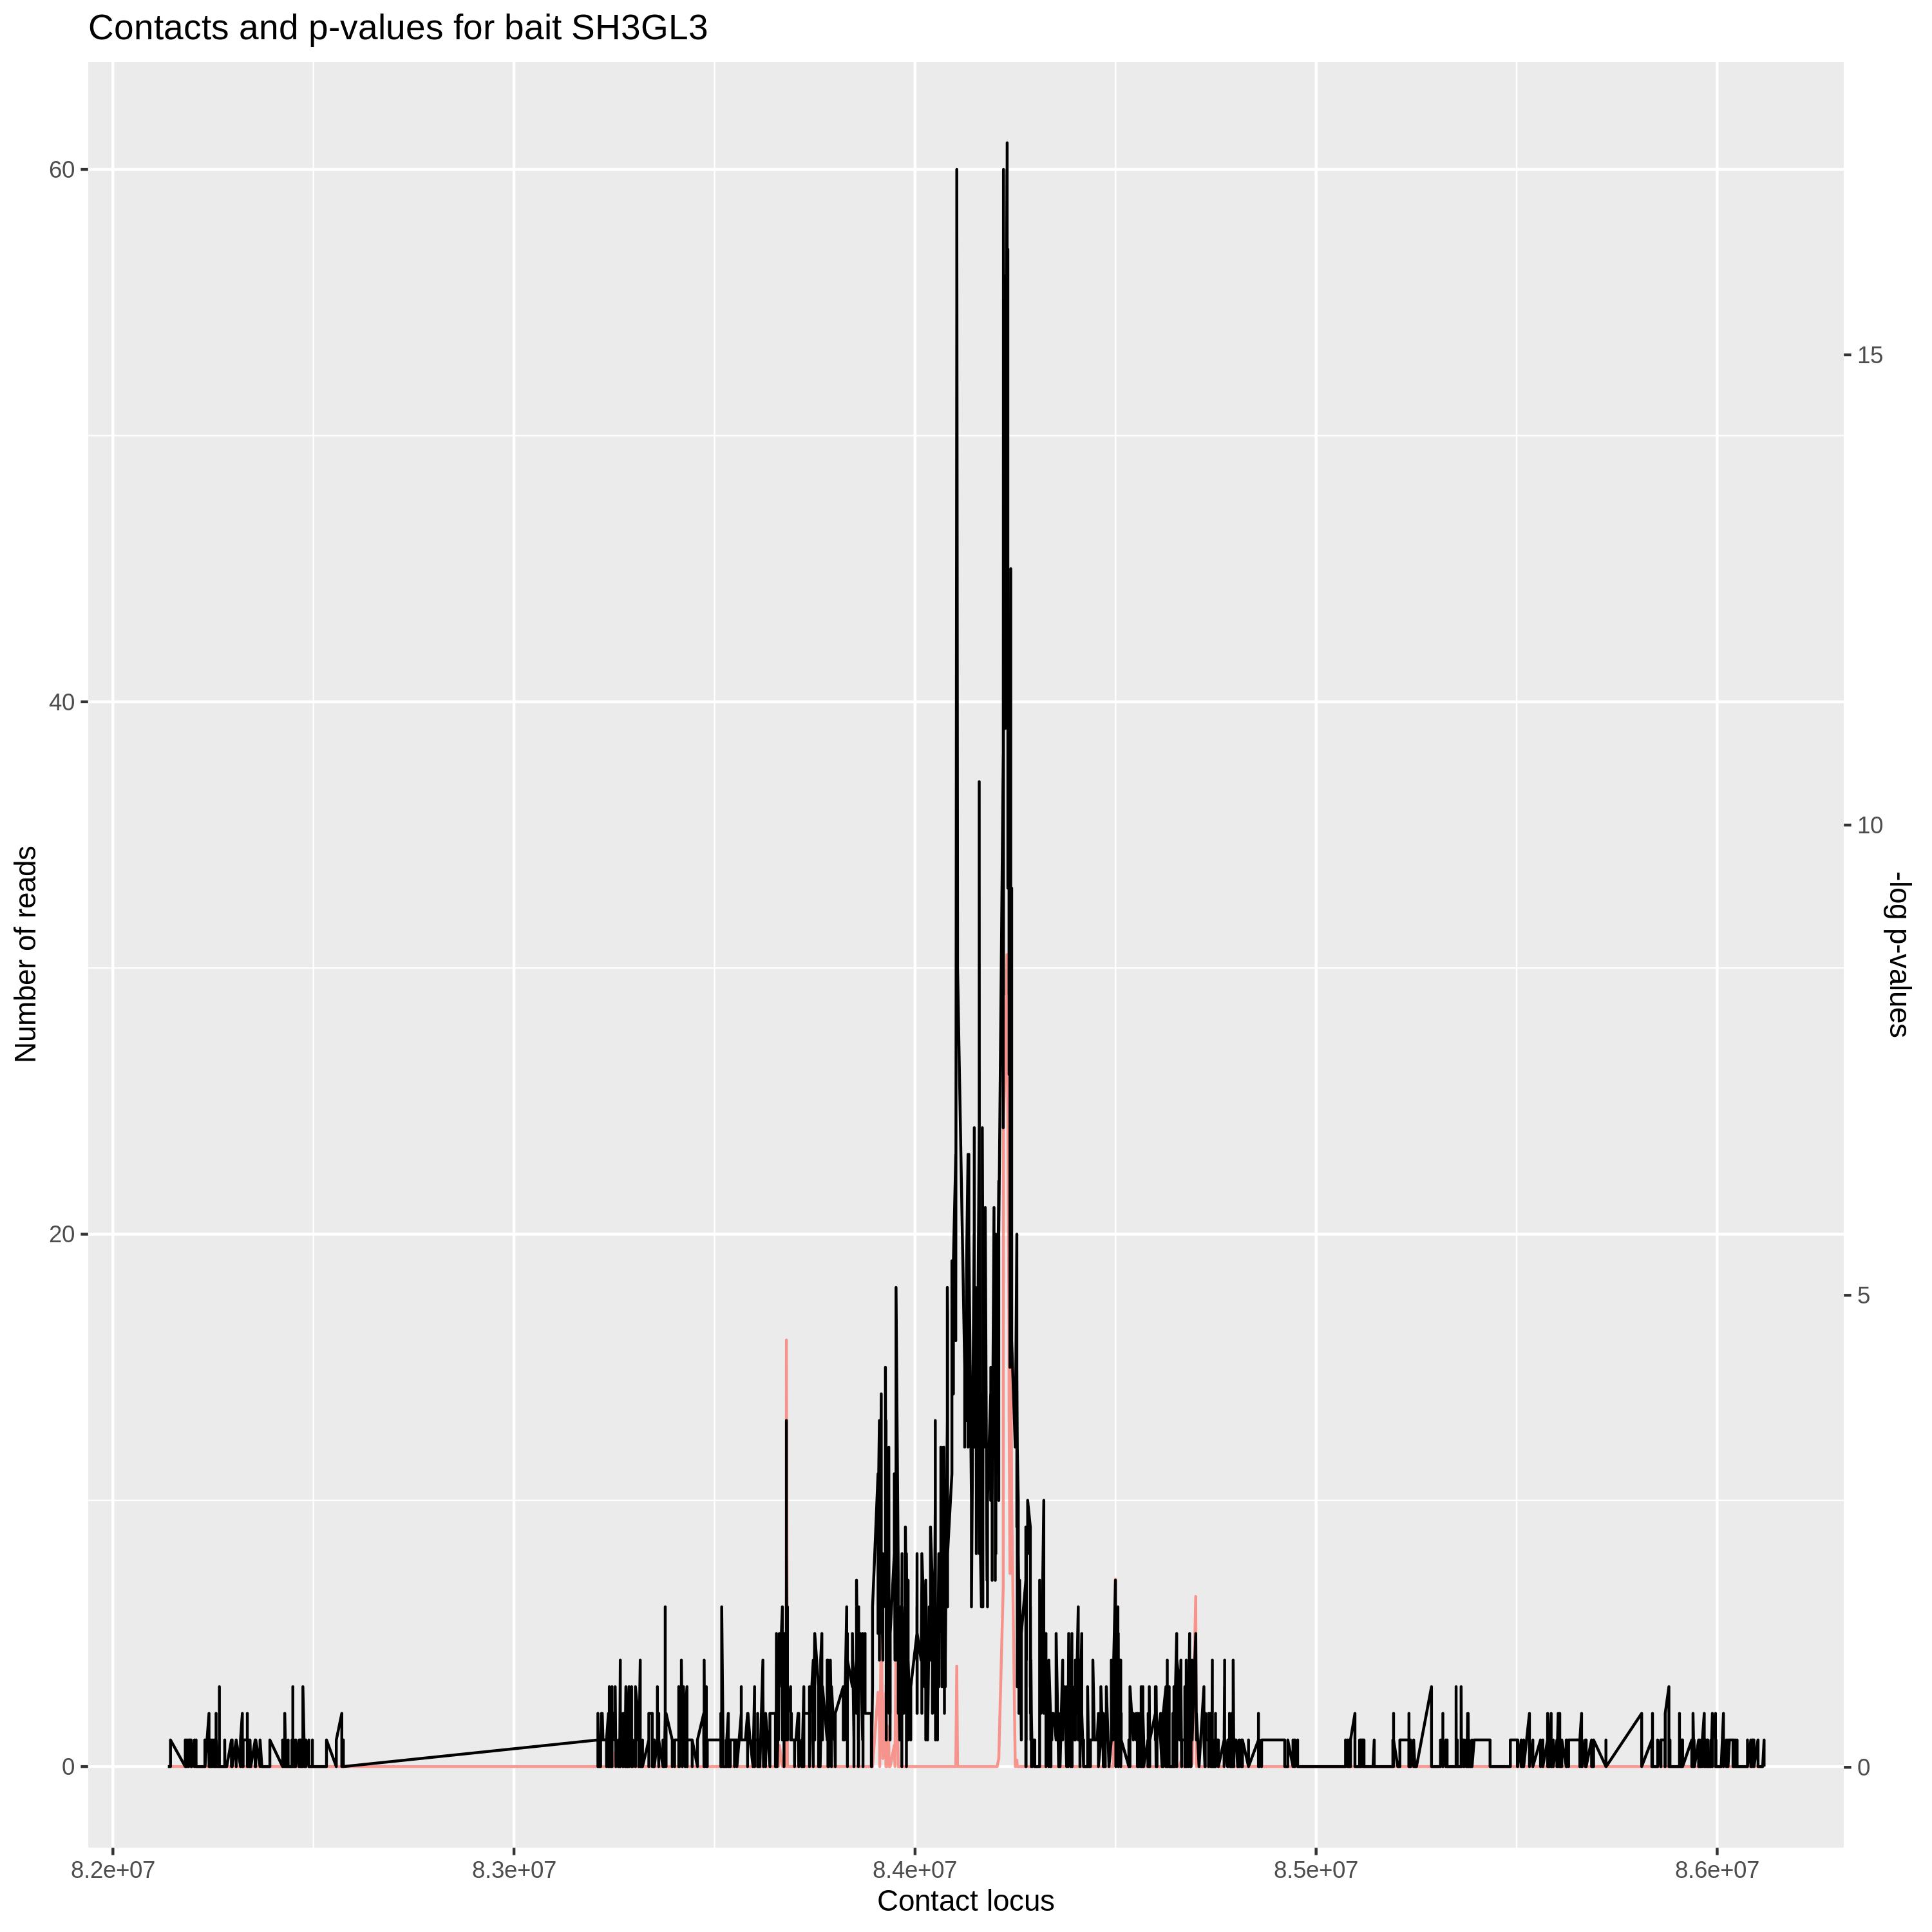 Contacts and p-values for bait SH3GL3
60
40
20
0
Number of reads
15
10
5
0
-log p-values
8.2e+07
8.3e+07
8.4e+07
8.5e+07
8.6e+07
Contact locus